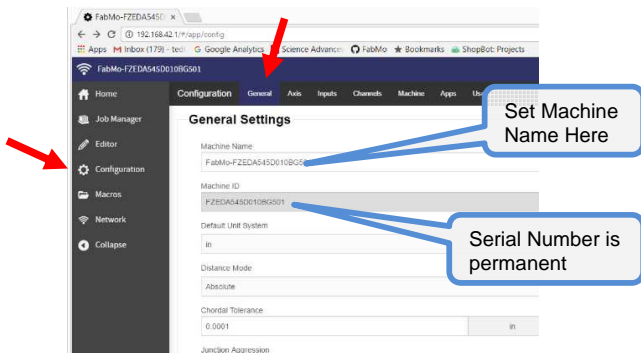 FabMo-FZEDA545D
192.168.42.1/#/app/config
Apps
Inbox (179) - ted
Google Analytics
Science Advance
FabMo
Bookmarks
ShopBot: Projects
FabMo-FZEDA545D010BG501
Home
Job Manager
Editor
Configuration
Macros
Network
Collapse
Configuration General Axis Inputs Channels Machine Apps
General Settings
Machine Name
FabMo-FZEDA545D010BG50
Machine ID
FZEDA545D010BG501
Default Unit System
in
Distance Mode
Absolute
Chordal Tolerance
0.0001 in
Junction Aggression
Set Machine
Name Here
Serial Number is
permanent